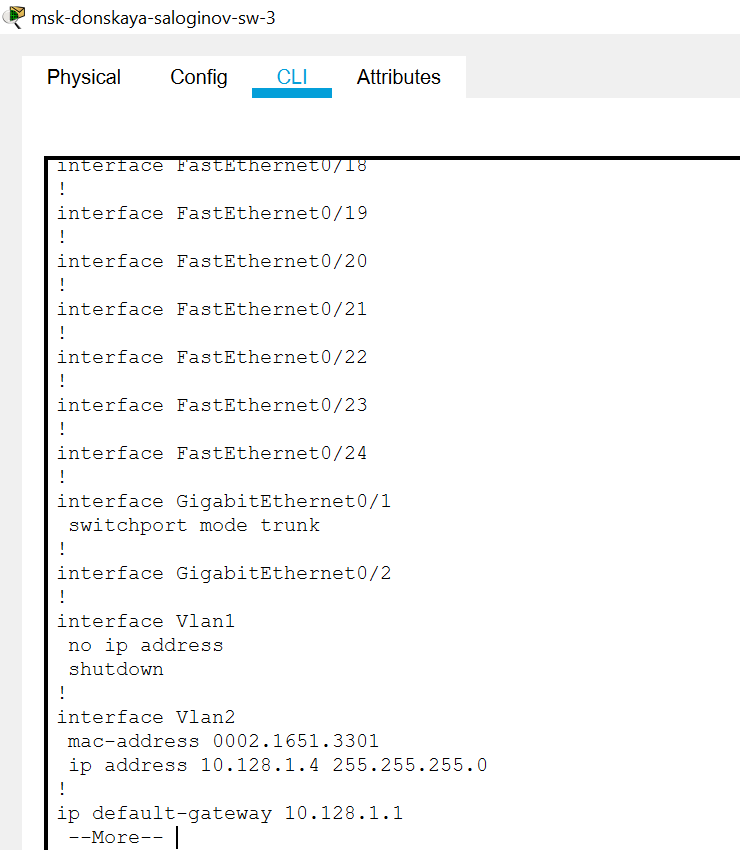 msk-donskaya-saloginov-sw-3
Physical Config CLI Attributes
interface FastEthernet0/18
!
interface FastEthernet0/19
!
interface FastEthernet0/20
!
interface FastEthernet0/21
!
interface FastEthernet0/22
!
interface FastEthernet0/23
!
interface FastEthernet0/24
!
interface GigabitEthernet0/1
 switchport mode trunk
!
interface GigabitEthernet0/2
!
interface Vlan1
 no ip address
 shutdown
!
interface Vlan2
 mac-address 0002.1651.3301
 ip address 10.128.1.4 255.255.255.0
!
ip default-gateway 10.128.1.1
 --More--